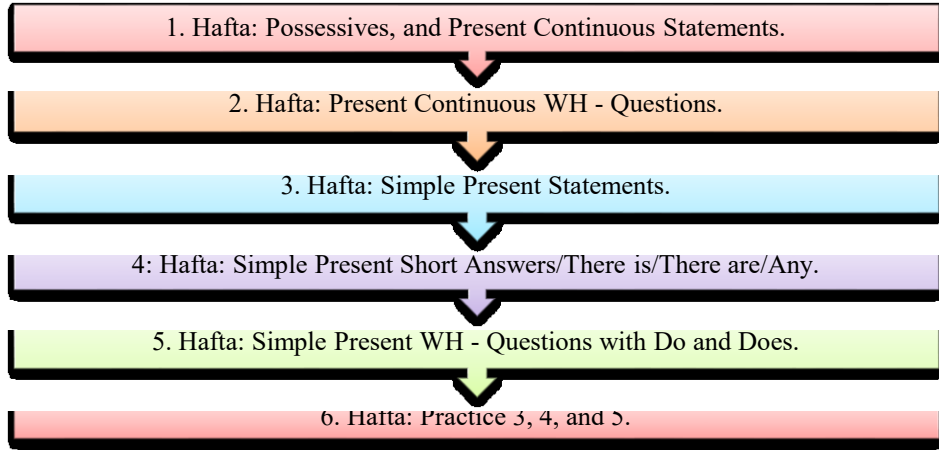 1. Hafta: Possessives, and Present Continuous Statements.
2. Hafta: Present Continuous WH - Questions.
3. Hafta: Simple Present Statements.
4: Hafta: Simple Present Short Answers/There is/There are/Any.
5. Hafta: Simple Present WH - Questions with Do and Does.
6. Hafta: Practice 3, 4, and 5.